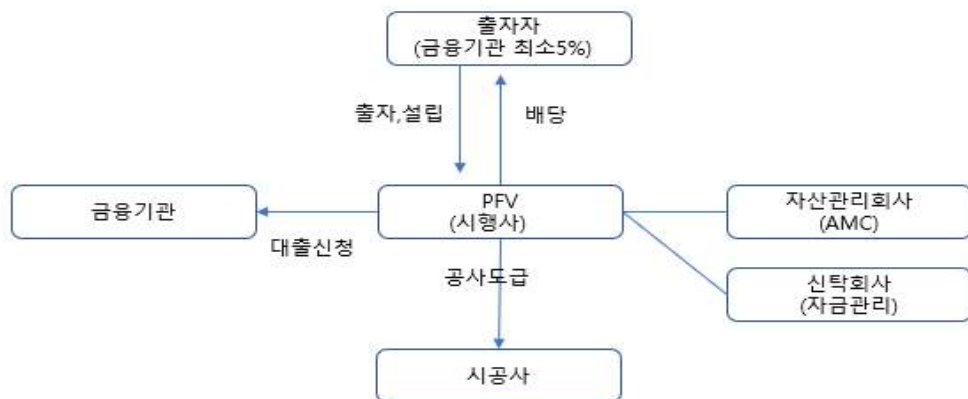 출자자
(금융기관 최소5%)
출자,설립
배당
금융기관
PFV
(시행사)
자산관리회사
(AMC)
대출신청
공사도급
신탁회사
(자금관리)
시공사